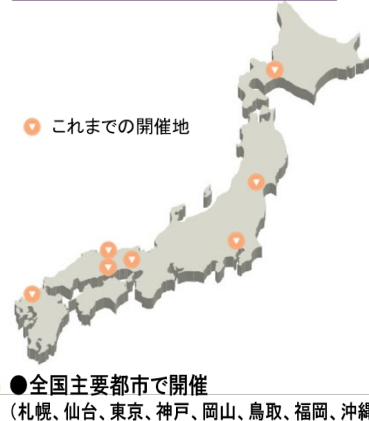 これまでの開催地
●全国主要都市で開催
(札幌、仙台、東京、神戸、岡山、鳥取、福岡、沖縄